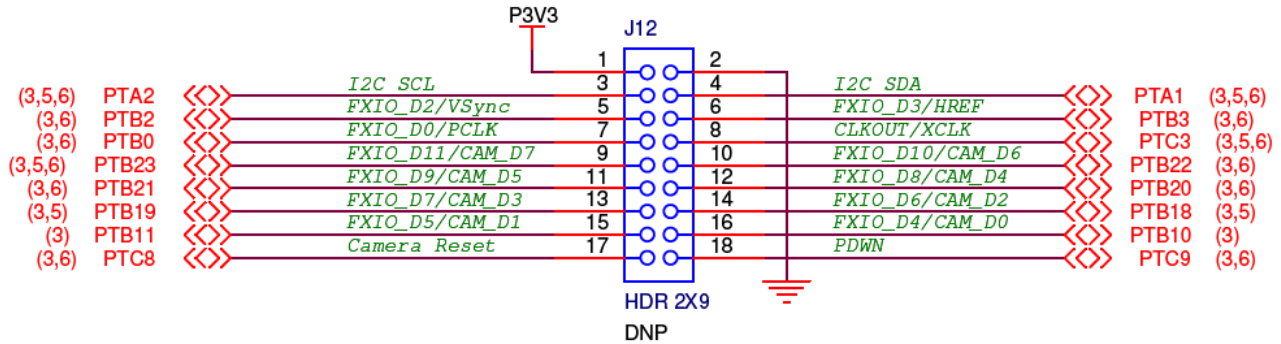 P3V3
J12
1 2
I2C SCL 3 4 I2C SDA
(3,5,6) PTA2 PTA1 (3,5,6)
FXIO_D2/VSync 5 6 FXIO_D3/HREF
(3,6) PTB2 PTB3 (3,6)
FXIO_D0/PCLK 7 8 CLKOUT/XCLK
(3,6) PTB0 PTC3 (3,5,6)
FXIO_D11/CAM_D7 9 10 FXIO_D10/CAM_D6
(3,5,6) PTB23 PTB22 (3,6)
FXIO_D9/CAM_D5 11 12 FXIO_D8/CAM_D4
(3,6) PTB21 PTB20 (3,6)
FXIO_D7/CAM_D3 13 14 FXIO_D6/CAM_D2
(3,5) PTB19 PTB18 (3,5)
FXIO_D5/CAM_D1 15 16 FXIO_D4/CAM_D0
(3) PTB11 PTB10 (3)
Camera Reset 17 18 PDWN
(3,6) PTC8 PTC9 (3,6)
HDR 2X9
DNP